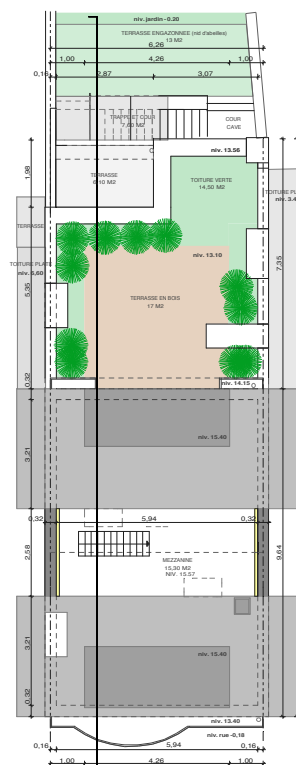 niv. jardin -0.20
TERRASSE ENGAZONNEE (nid d'abeilles)
13 M2
6,26
0,16 1,00 4,26 1,00
2,87 3,07
7,60 M2
COUR
CAVE
niv. 13.56
1,98
TERRASSE
6,10 M2
TOITURE VERTE
14,50 M2
TERRASSE
niv. 13.10
TOITURE PLATE
niv. 6,60
7,35
5,35
TERRASSE EN BOIS
17 M2
0,32
niv. 14.15
3,21
niv. 15.40
0,32 5,94 0,32
2,58
MEZZANINE
15,30 M2
NIV. 15.57
9,64
3,21
niv. 15.40
0,32
niv. 13.40
niv. rue -0,18
0,16 5,94 0,16
1,00 4,26 1,00